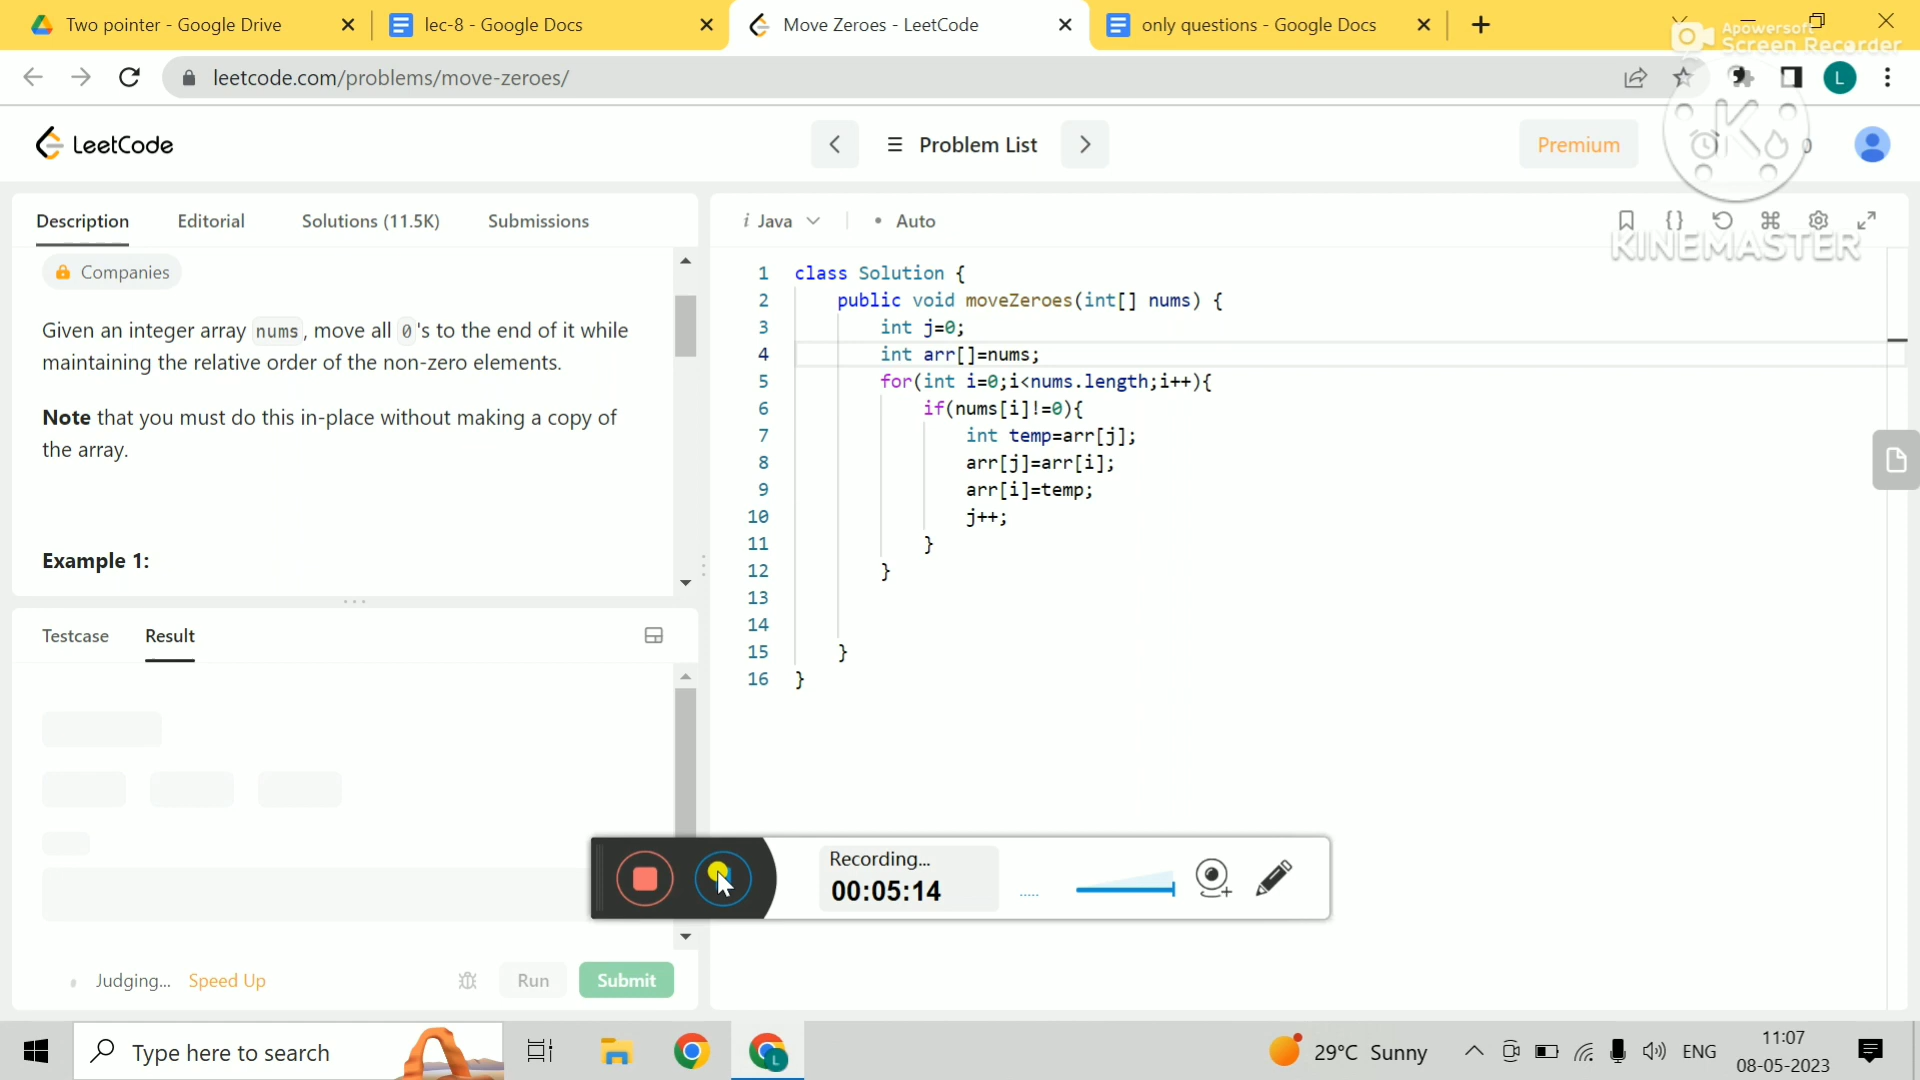 Two pointer - Google Drive
lec-8 - Google Docs
Move Zeroes - LeetCode
only questions - Google Docs
Apowersoft
Screen Recorder
leetcode.com/problems/move-zeroes/
L
LeetCode
Problem List
Premium
K
0
KINEMASTER
Description
Editorial
Solutions (11.5K)
Submissions
Companies
Given an integer array nums, move all 0's to the end of it while
maintaining the relative order of the non-zero elements.
Note that you must do this in-place without making a copy of
the array.
Example 1:
Testcase
Result
Judging...
Speed Up
Run
Submit
i Java
• Auto
1 class Solution {
2 public void moveZeroes(int[] nums) {
3 int j=0;
4 int arr[]=nums;
5 for(int i=0;i<nums.length;i++){
6 if(nums[i]!=0){
7 int temp=arr[j];
8 arr[j]=arr[i];
9 arr[i]=temp;
10 j++;
11 }
12 }
13
14
15 }
16 }
Recording...
00:05:14
Type here to search
L
29°C Sunny
ENG
11:07
08-05-2023